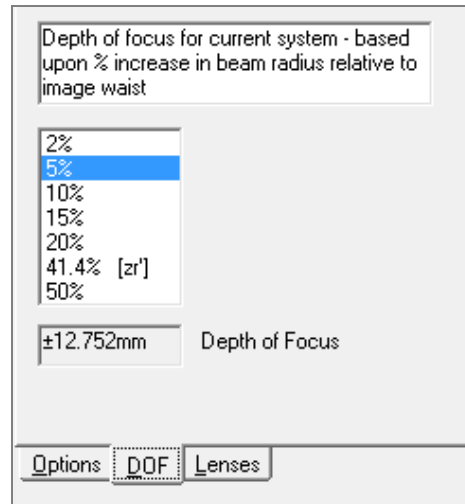 Depth of focus for current system - based
upon % increase in beam radius relative to
image waist
2%
5%
10%
15%
20%
41.4% [zr']
50%
±12.752mm Depth of Focus
Options DOF Lenses